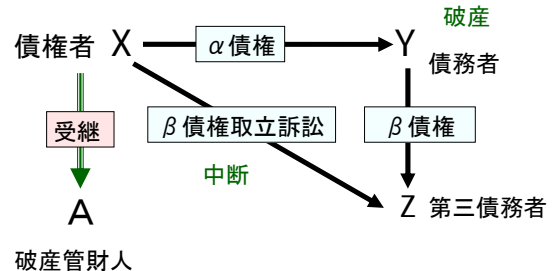 破産
債権者 X
α債権
Y
債務者
受継
β債権取立訴訟
β債権
中断
A
Z 第三債務者
破産管財人